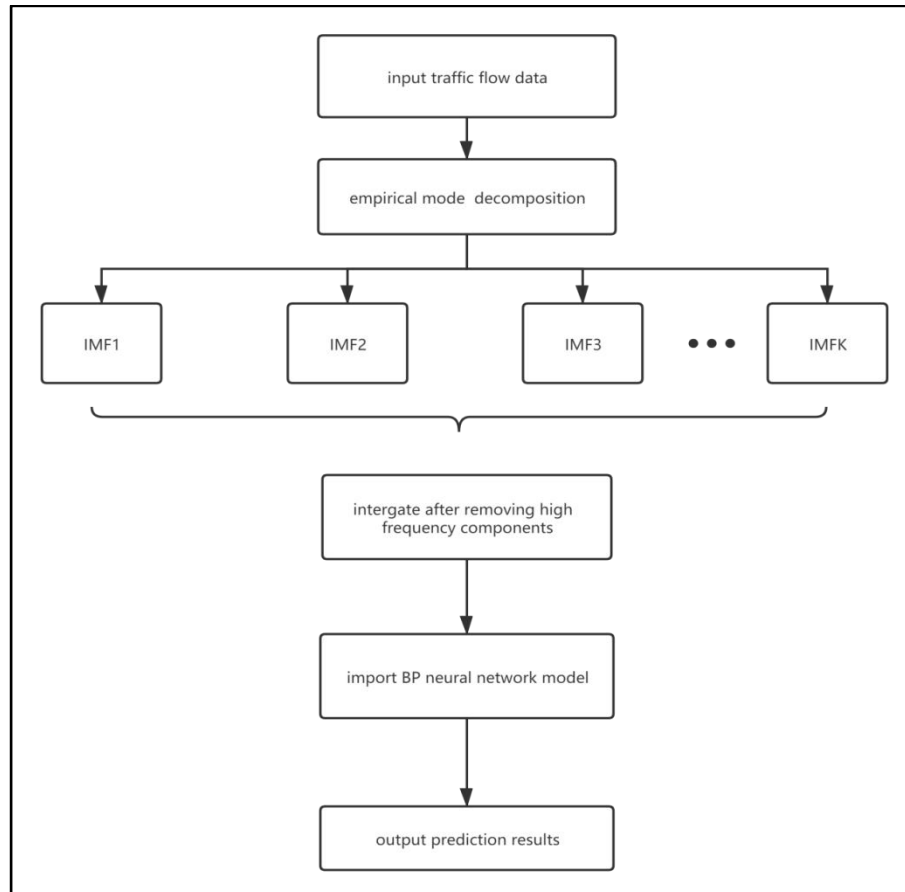 input traffic flow data
empirical mode decomposition
IMF1
IMF2
IMF3
•••
IMFK
intergate after removing high
frequency components
import BP neural network model
output prediction results